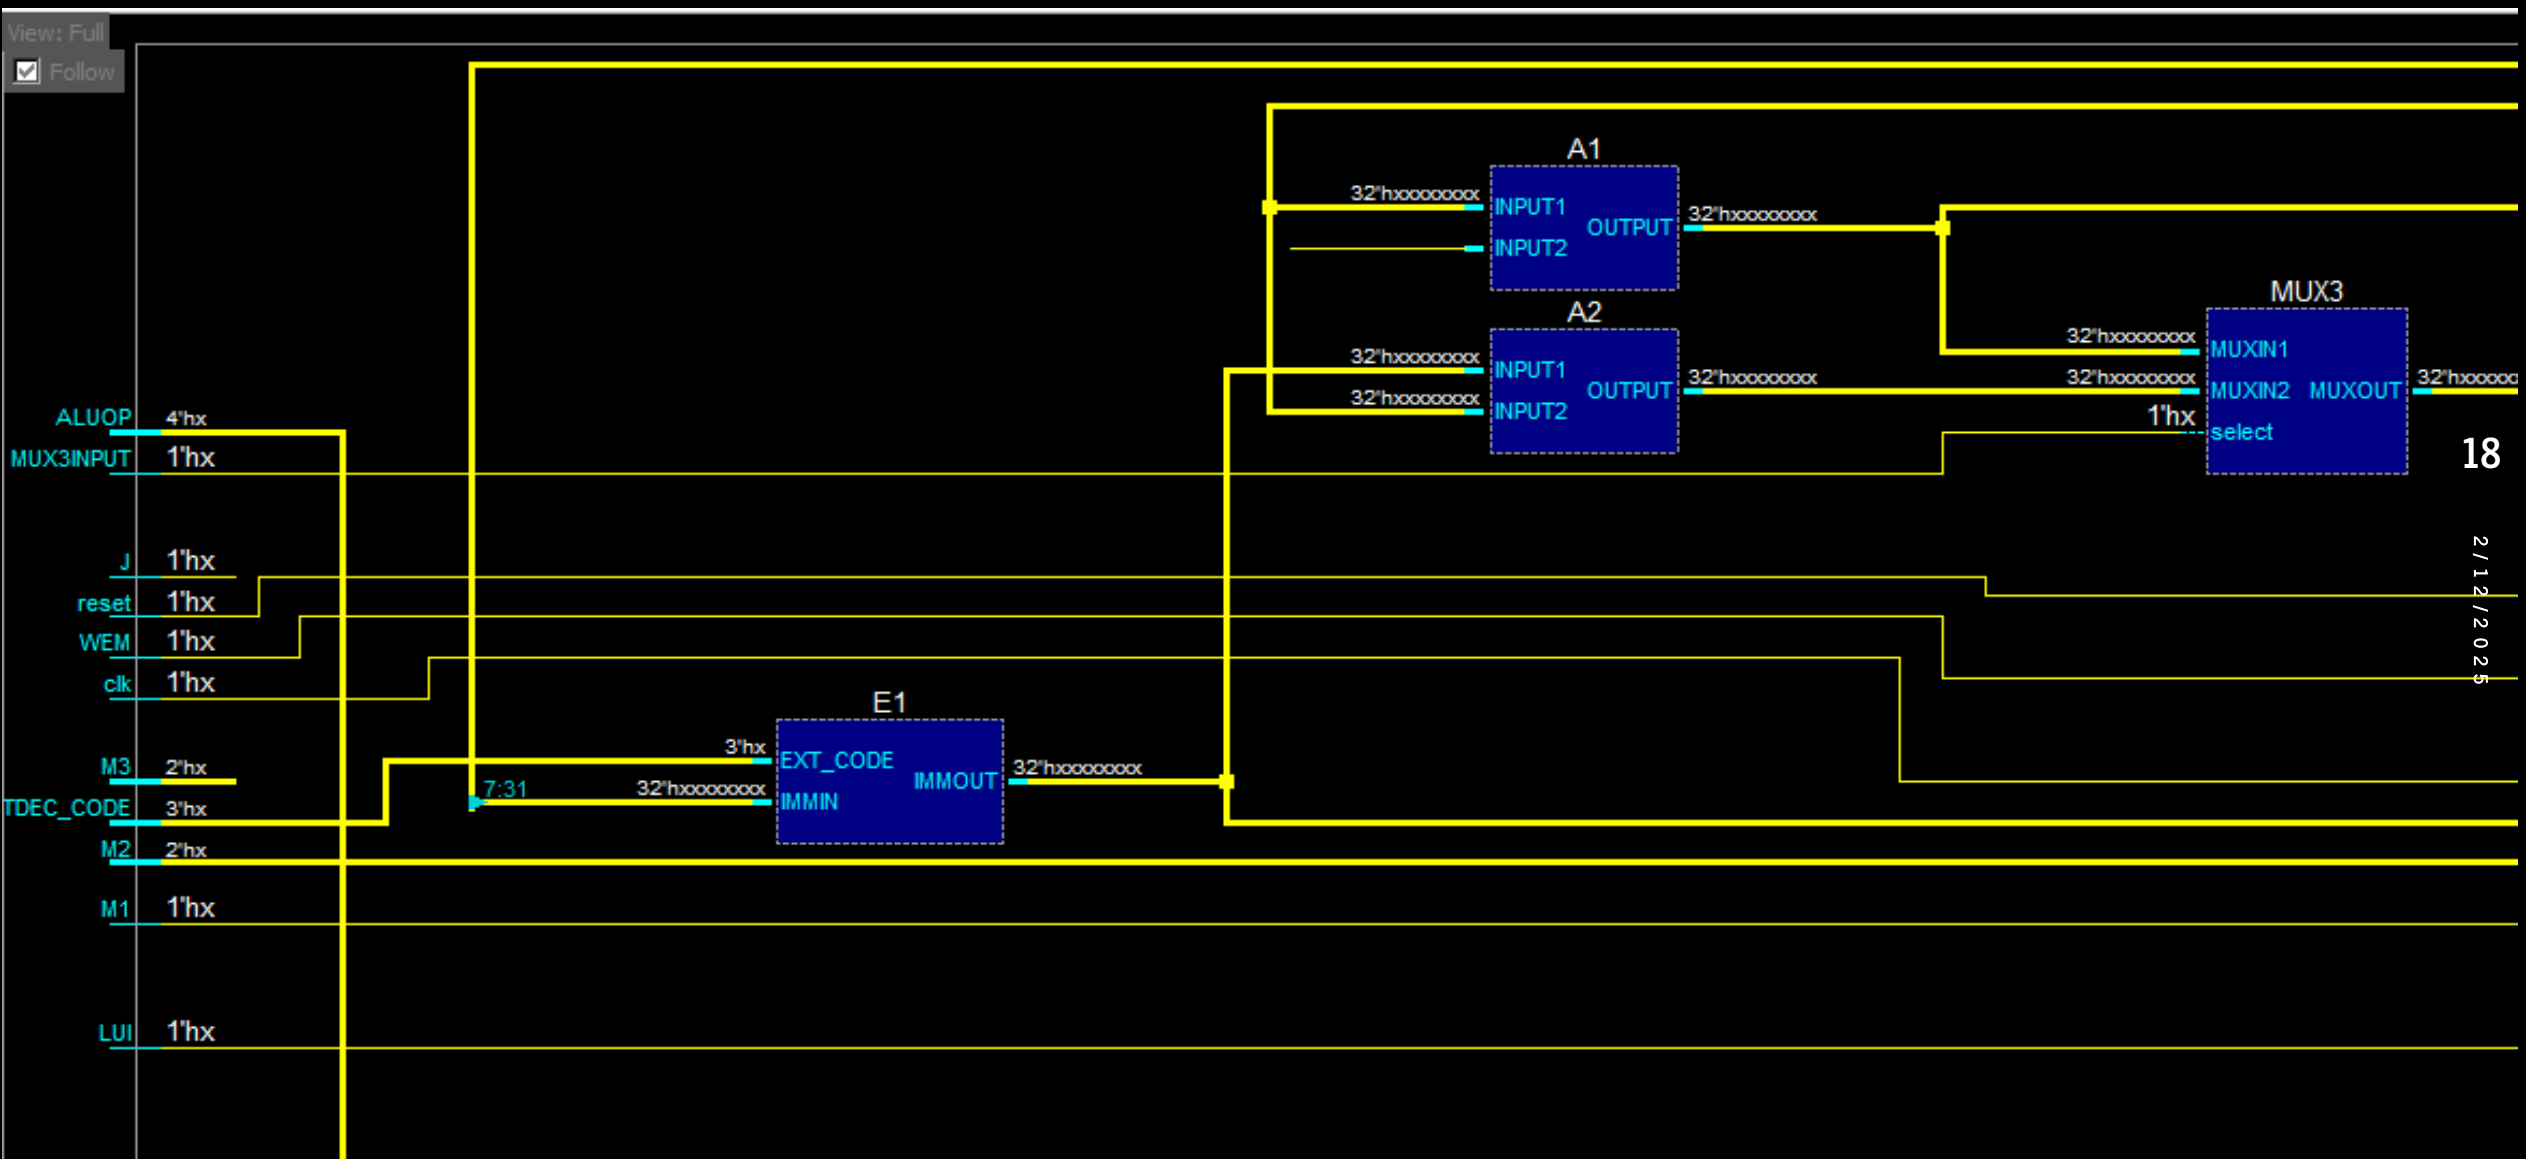 View: Full
Follow
A1
32'hxxxxxxxx
INPUT1
32'hxxxxxxxx
OUTPUT
INPUT2
MUX3
A2
32'hxxxxxxxx
MUXIN1
32'hxxxxxxxx
INPUT1
32'hxxxxxxxx
OUTPUT
32'hxxxxxxxx
MUXIN2 MUXOUT
32'hxxxxx
32'hxxxxxxxx
INPUT2
1'hx
select
ALUOP 4'hx
MUX3INPUT 1'hx
18
J 1'hx
reset 1'hx
WEM 1'hx
clk 1'hx
2/12/2025
E1
3'hx
EXT_CODE
IMMOUT
32'hxxxxxxxx
7:31
32'hxxxxxxxx
IMMIN
M3 2'hx
TDEC_CODE 3'hx
M2 2'hx
M1 1'hx
LUI 1'hx